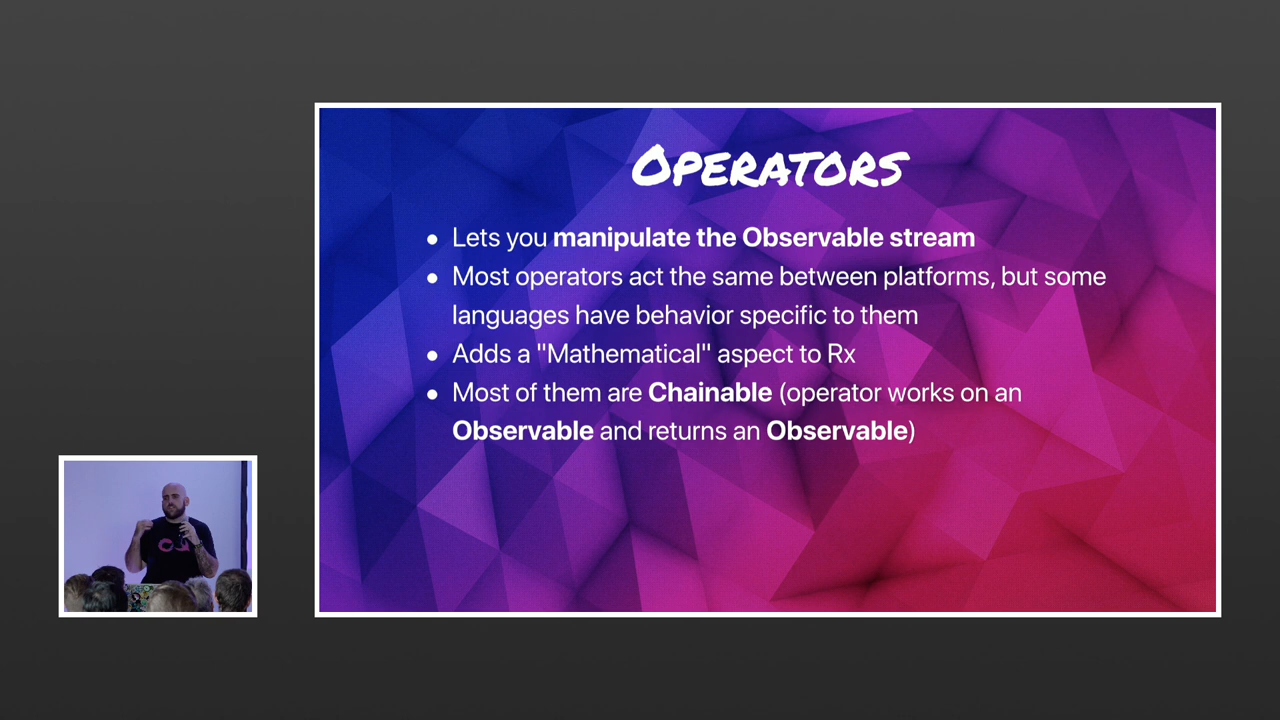 OPERATORS
• Lets you manipulate the Observable stream
• Most operators act the same between platforms, but some
languages have behavior specific to them
• Adds a "Mathematical" aspect to Rx
• Most of them are Chainable (operator works on an
Observable and returns an Observable)